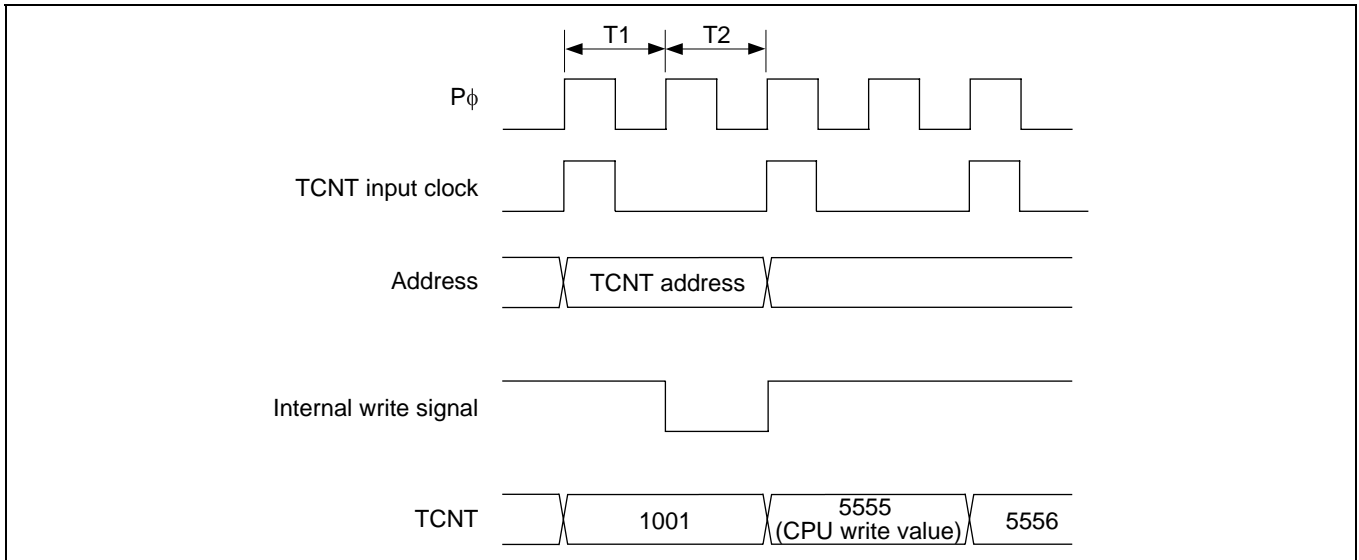 T1 T2
Pϕ
TCNT input clock
Address TCNT address
Internal write signal
TCNT 1001 5555 5556
(CPU write value)